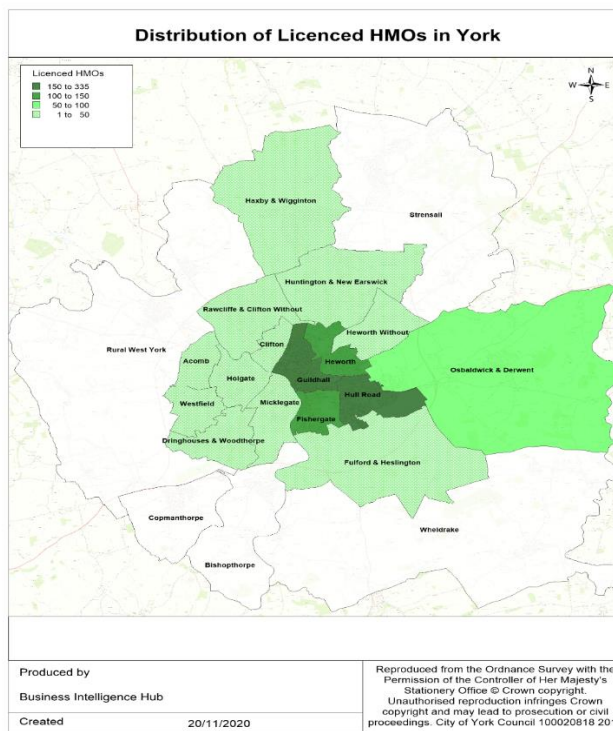 Distribution of Licenced HMOs in York
Licenced HMOs
150 to 335
100 to 150
50 to 100
1 to 50
N
W E
S
Haxby & Wigginton
Strensall
Huntington & New Earswick
Rawcliffe & Clifton Without
Heworth Without
Clifton
Rural West York
Heworth
Acomb
Osbaldwick & Derwent
Holgate
Guildhall
Hull Road
Westfield
Micklegate
Fishergate
Dringhouses & Woodthorpe
Fulford & Heslington
Copmanthorpe
Wheldrake
Bishopthorpe
Produced by
Business Intelligence Hub
Created 20/11/2020
Reproduced from the Ordnance Survey with the
Permission of the Controller of Her Majesty's
Stationery Office © Crown copyright.
Unauthorised reproduction infringes Crown
copyright and may lead to prosecution or civil
proceedings. City of York Council 100020818 201